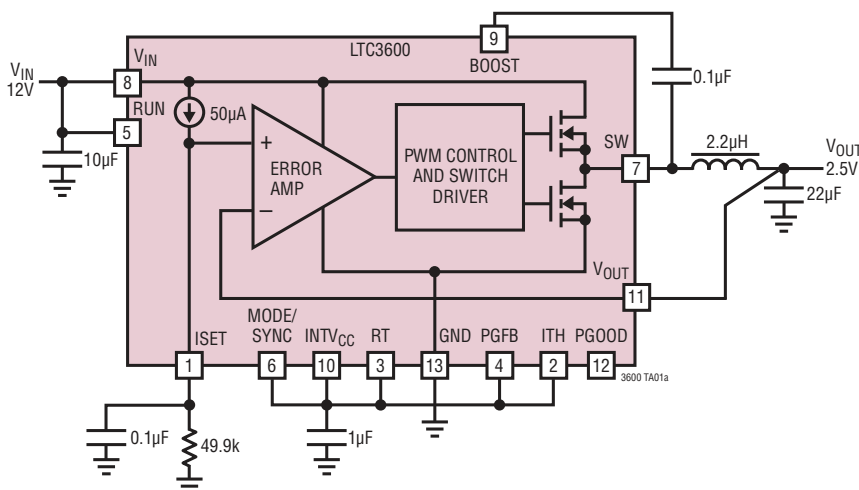 LTC3600
9
BOOST
V_IN
12V
8
V_IN
RUN
5
50µA
10µF
+
ERROR
AMP
–
PWM CONTROL
AND SWITCH
DRIVER
0.1µF
SW
7
2.2µH
V_OUT
2.5V
22µF
V_OUT
11
ISET
MODE/
SYNC
INTV_CC
RT
GND
PGFB
ITH
PGOOD
1
6
10
3
13
4
2
12
3600 TA01a
0.1µF
49.9k
1µF